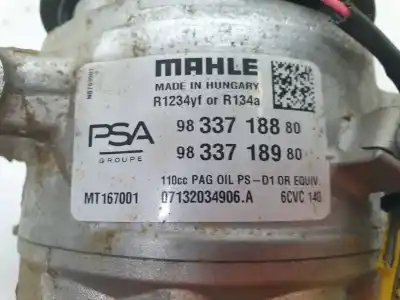 MAHLE
MADE IN HUNGARY
R1234yf or R134a
PSA
GROUPE
98 337 188 80
98 337 189 80
110cc PAG OIL PS-D1 OR EQUIV.
MT167001 07132034906.A 6CVC 140